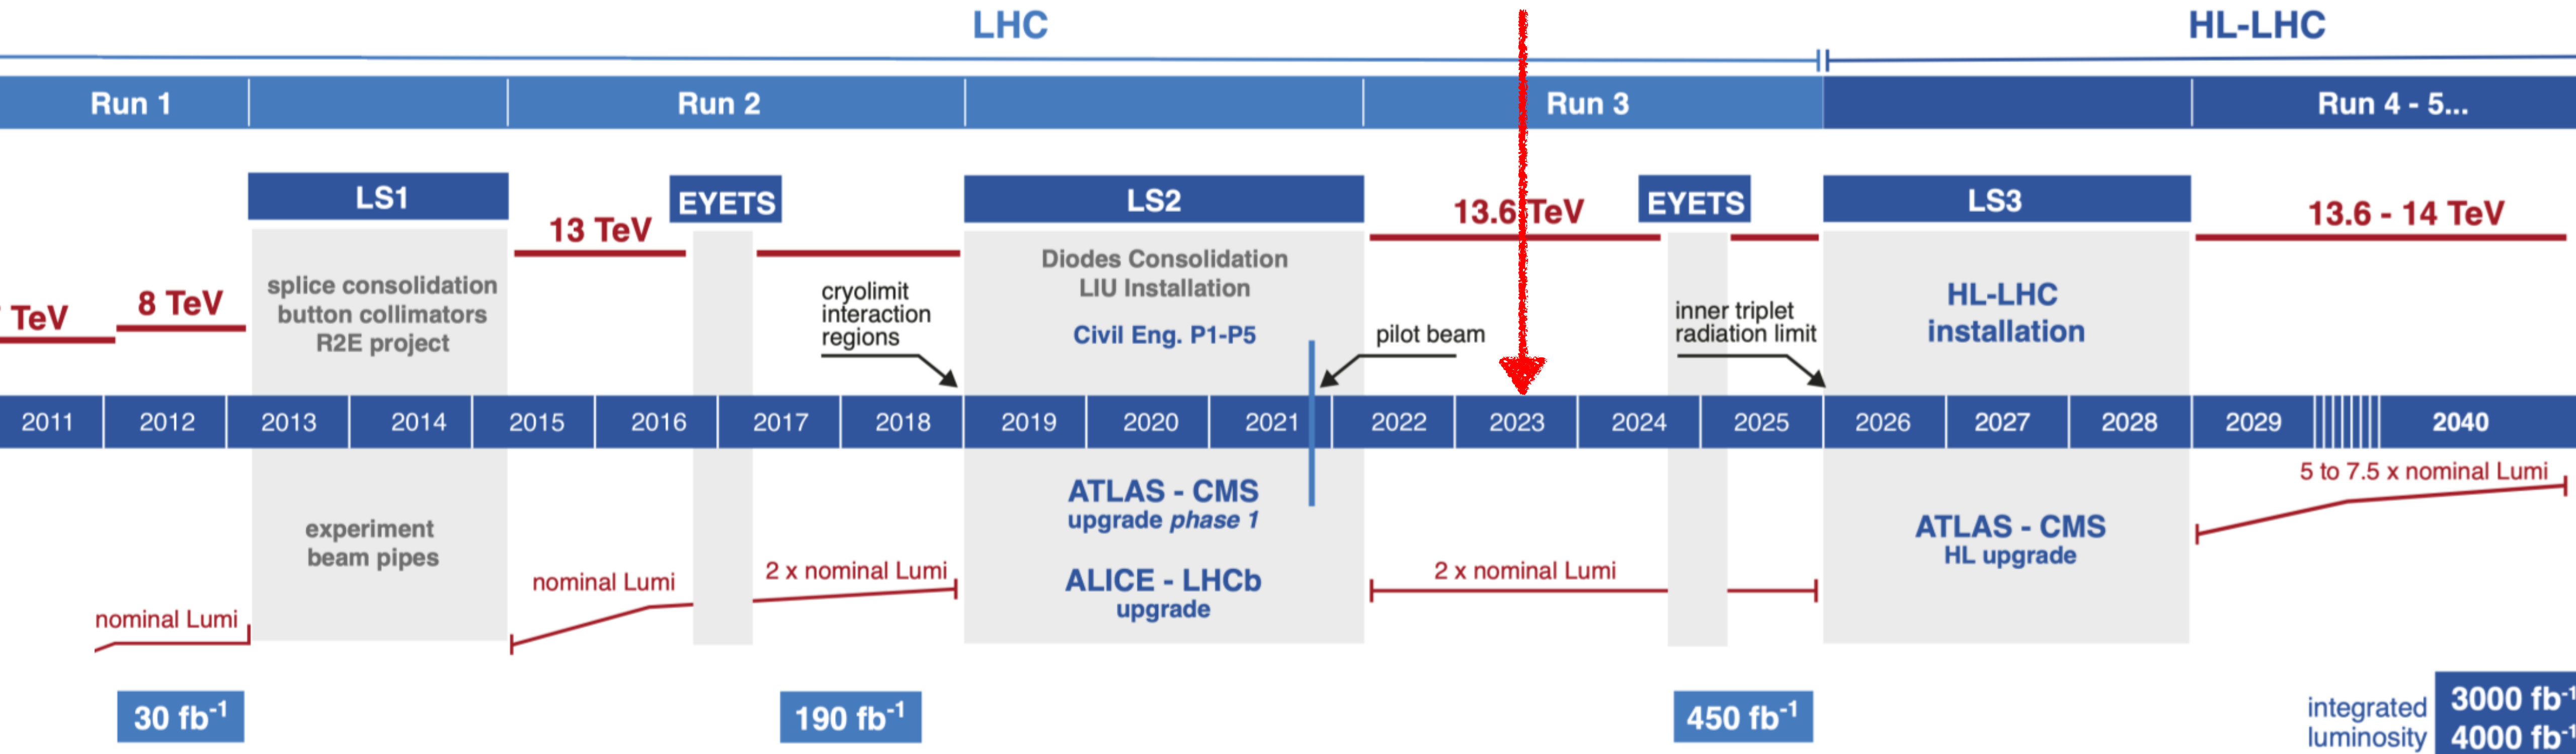 LHC
HL-LHC
Run 1
Run 2
Run 3
Run 4 - 5...
LS1
EYETS
LS2
EYETS
LS3
TeV
8 TeV
13 TeV
13.6 TeV
13.6 - 14 TeV
splice consolidation
button collimators
R2E project
cryolimit
interaction
regions
Diodes Consolidation
LIU Installation
Civil Eng. P1-P5
pilot beam
inner triplet
radiation limit
HL-LHC
installation
2011 2012 2013 2014 2015 2016 2017 2018 2019 2020 2021 2022 2023 2024 2025 2026 2027 2028 2029 2040
experiment
beam pipes
nominal Lumi
nominal Lumi
2 x nominal Lumi
ATLAS - CMS
upgrade phase 1
ALICE - LHCb
upgrade
2 x nominal Lumi
ATLAS - CMS
HL upgrade
5 to 7.5 x nominal Lumi
30 fb⁻¹
190 fb⁻¹
450 fb⁻¹
integrated
luminosity
3000 fb⁻¹
4000 fb⁻¹